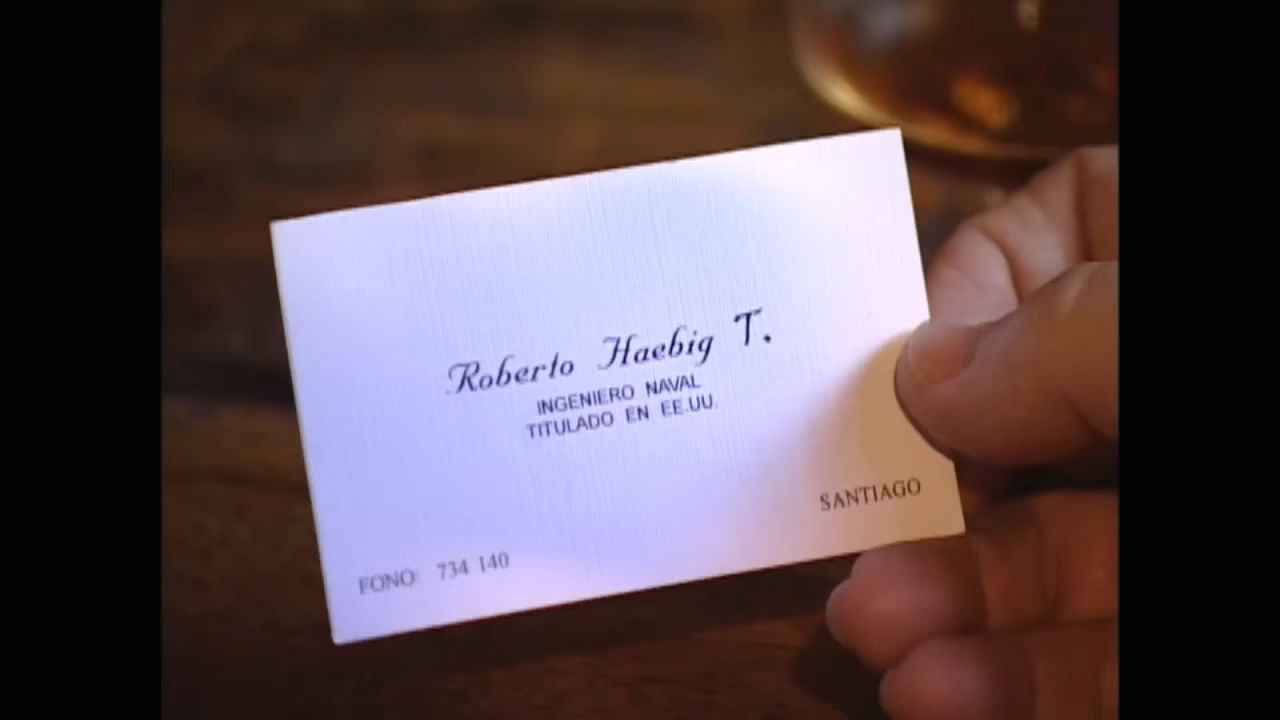 Roberto Haebig T.
INGENIERO NAVAL
TITULADO EN EE.UU.
SANTIAGO
FONO: 734 140